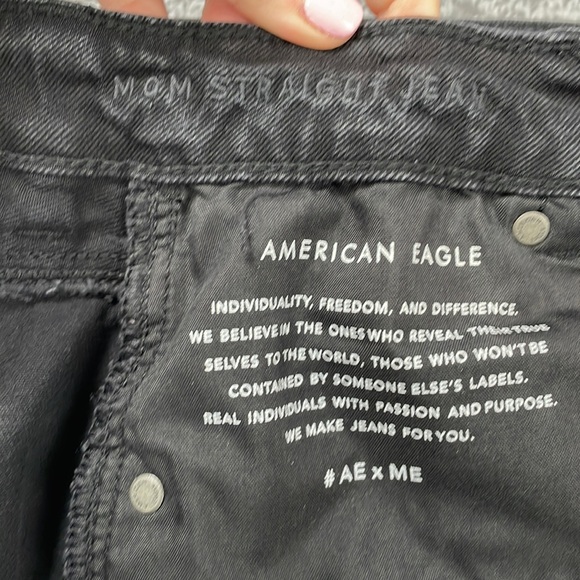 MOM STRAIGHT JEAN
AMERICAN EAGLE
INDIVIDUALITY, FREEDOM, AND DIFFERENCE.
WE BELIEVE IN THE ONES WHO REVEAL THEIR TRUE
SELVES TO THE WORLD, THOSE WHO WON'T BE
CONTAINED BY SOMEONE ELSE'S LABELS.
REAL INDIVIDUALS WITH PASSION AND PURPOSE.
WE MAKE JEANS FOR YOU.
# AE x ME